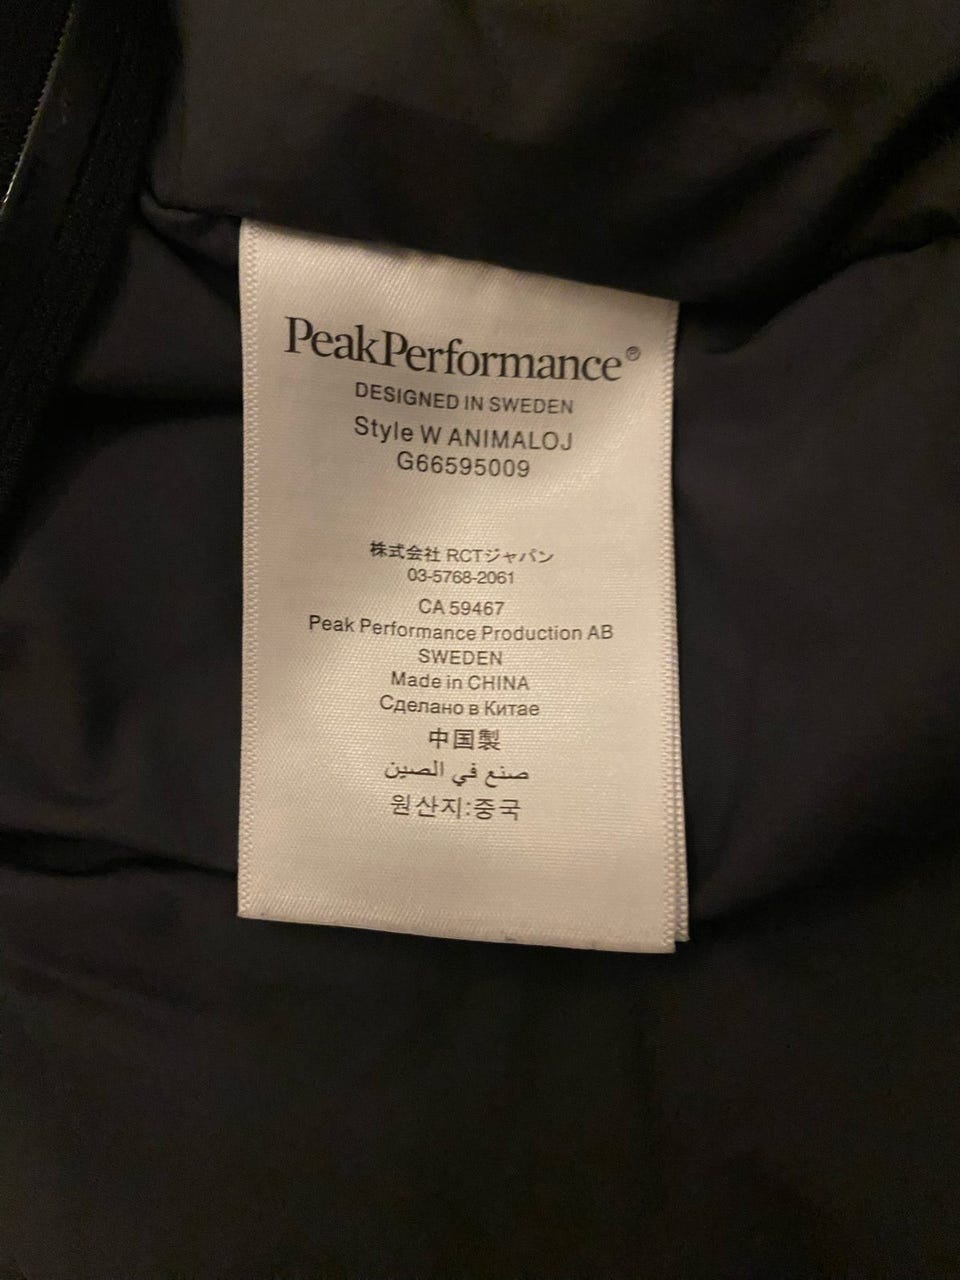 PeakPerformance®
DESIGNED IN SWEDEN
Style W ANIMALOJ
G66595009
株式会社 RCTジャパン
03-5768-2061
CA 59467
Peak Performance Production AB
SWEDEN
Made in CHINA
Сделано в Китае
中国製
صنع في الصين
원산지:중국